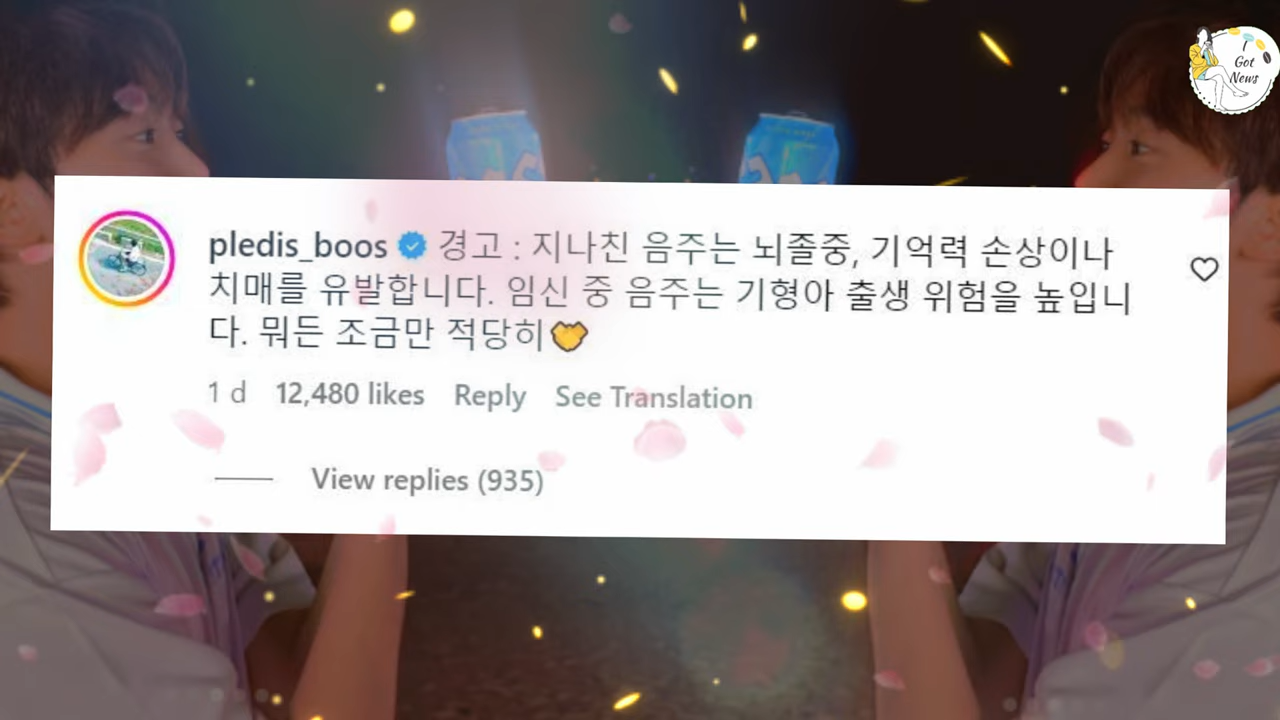 I
Got
News
pledis_boos 경고 : 지나친 음주는 뇌졸중, 기억력 손상이나
치매를 유발합니다. 임신 중 음주는 기형아 출생 위험을 높입니
다. 뭐든 조금만 적당히
1 d 12,480 likes Reply See Translation
View replies (935)